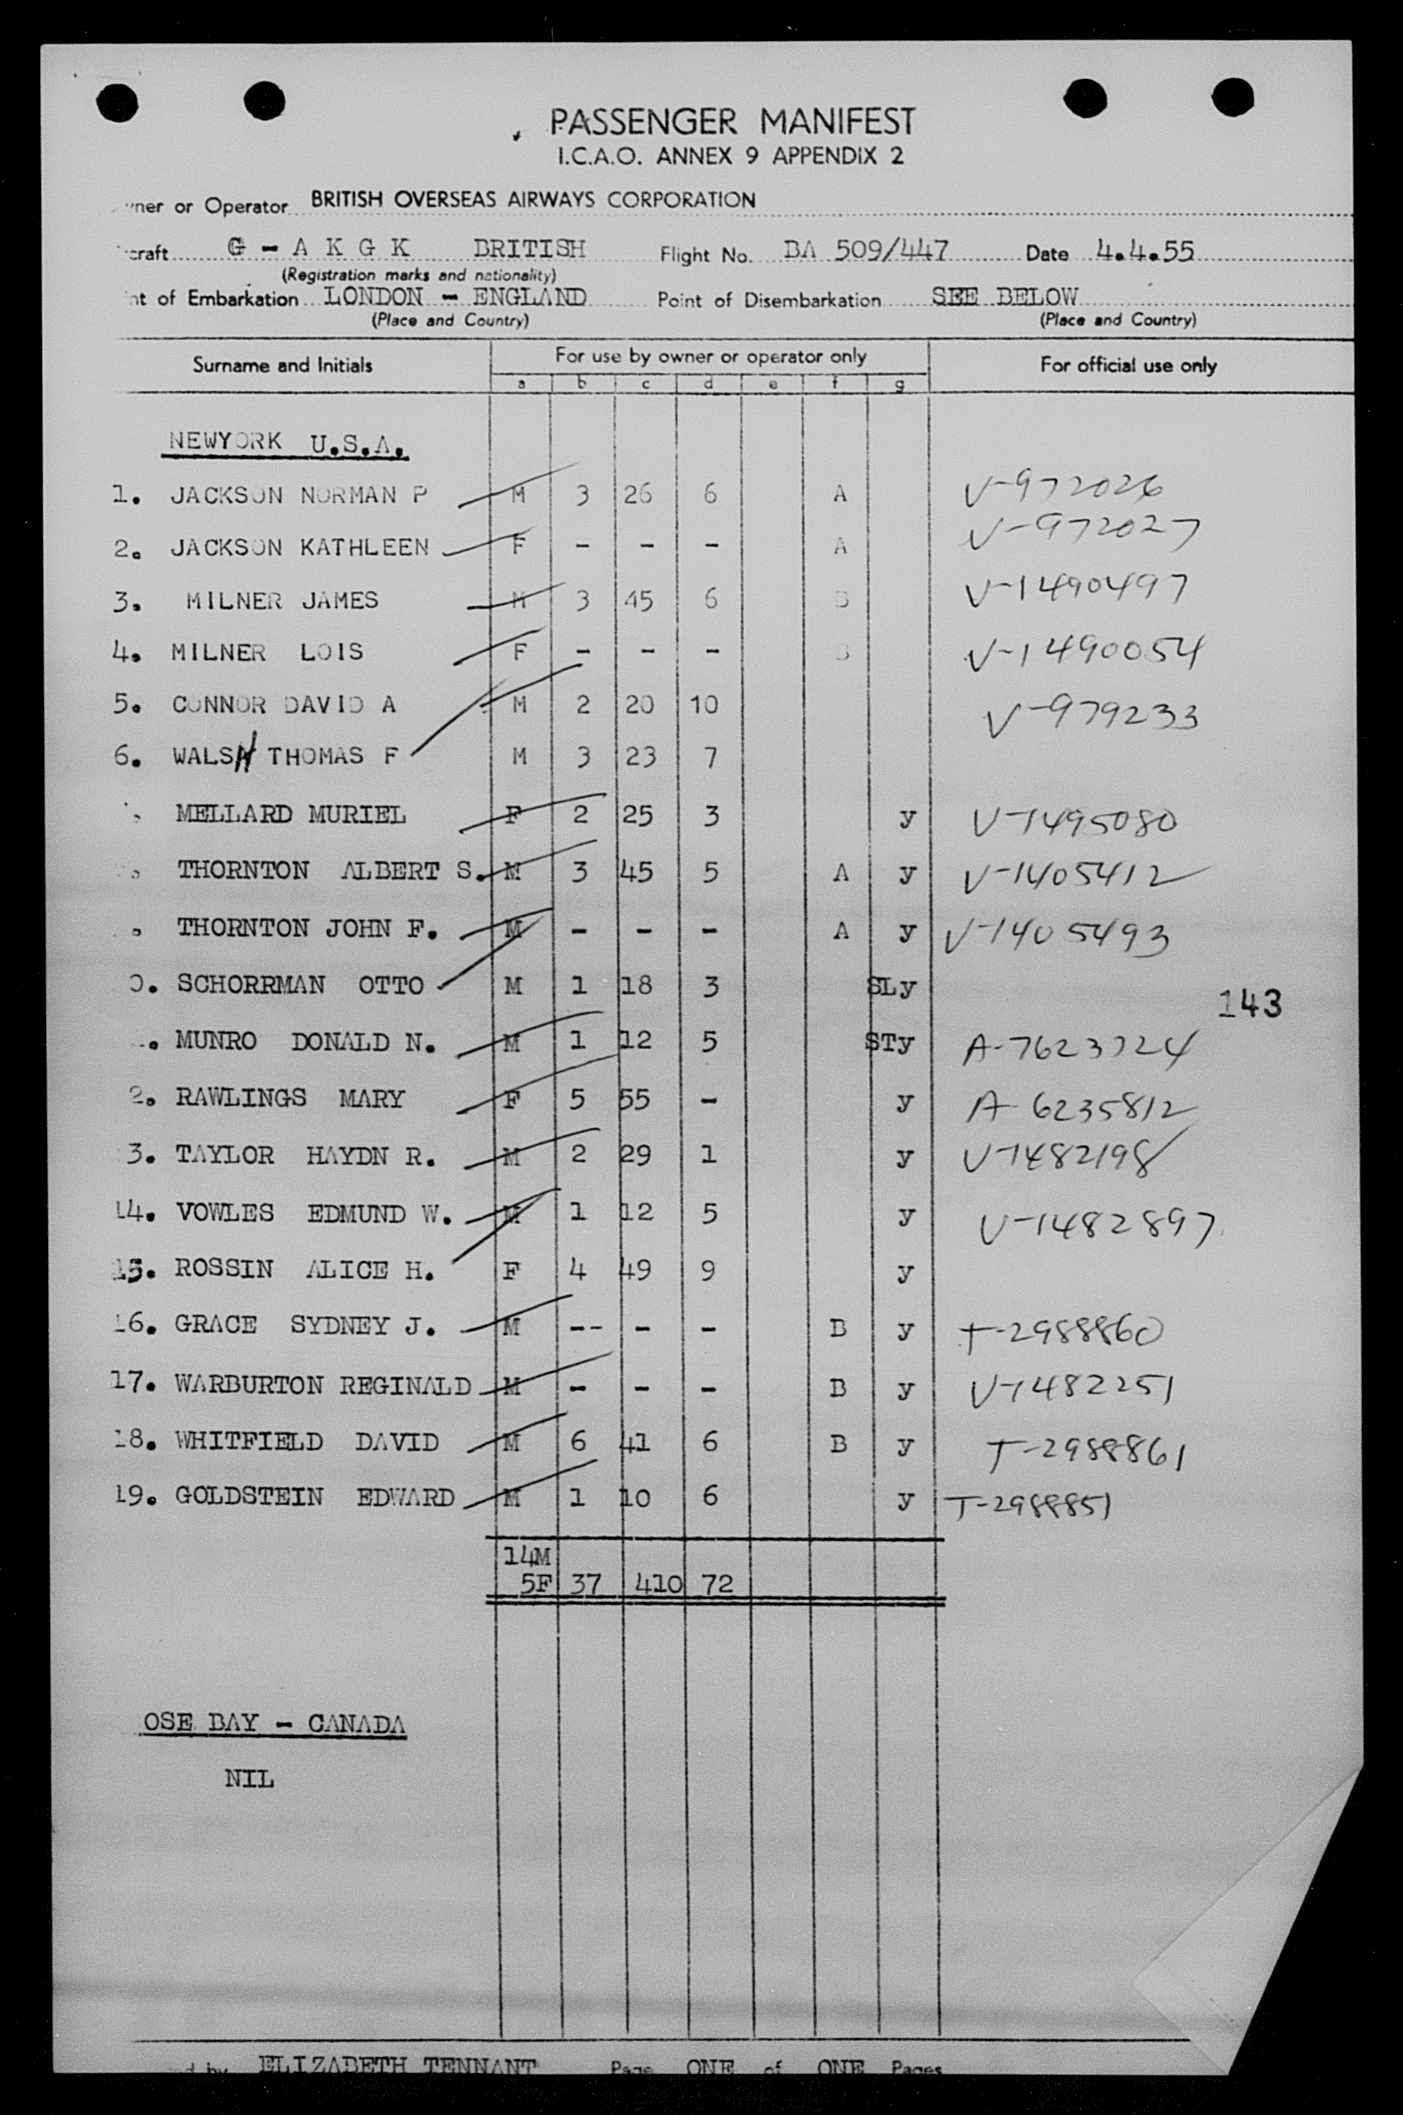 PASSENGER MANIFEST
I.C.A.O. ANNEX 9 APPENDIX 2
ner or Operator BRITISH OVERSEAS AIRWAYS CORPORATION
craft G - A K G K BRITISH Flight No. BA 509/447 Date 4.4.55
(Registration marks and nationality)
nt of Embarkation LONDON - ENGLAND Point of Disembarkation SEE BELOW
(Place and Country) (Place and Country)
Surname and Initials For use by owner or operator only For official use only
a b c d e f g
NEWYORK U.S.A.
1. JACKSON NORMAN P M 3 26 6 A V-972026
2. JACKSON KATHLEEN F - - - A V-972027
3. MILNER JAMES M 3 45 6 B V-1490497
4. MILNER LOIS F - - - B V-1490054
5. CONNOR DAVID A M 2 20 10 V-979233
6. WALSH THOMAS F M 3 23 7
MELLARD MURIEL F 2 25 3 y V-1495080
THORNTON ALBERT S. M 3 45 5 A y V-1405412
THORNTON JOHN F. M - - - A y V-1405493
0. SCHORRMAN OTTO M 1 18 3 SLy
143
. MUNRO DONALD N. M 1 12 5 STy A-7623724
2. RAWLINGS MARY F 5 55 - y A-6235812
3. TAYLOR HAYDN R. M 2 29 1 y V-1482198
14. VOWLES EDMUND W. M 1 12 5 y V-1482897
15. ROSSIN ALICE H. F 4 49 9 y
16. GRACE SYDNEY J. M -- - - B y T-2988860
17. WARBURTON REGINALD M - - - B y V-1482251
18. WHITFIELD DAVID M 6 41 6 B y T-2988861
19. GOLDSTEIN EDWARD M 1 10 6 y T-2988851
14M
5F 37 410 72
OSE BAY - CANADA
NIL
ed by ELIZABETH TENNANT Page ONE of ONE Pages